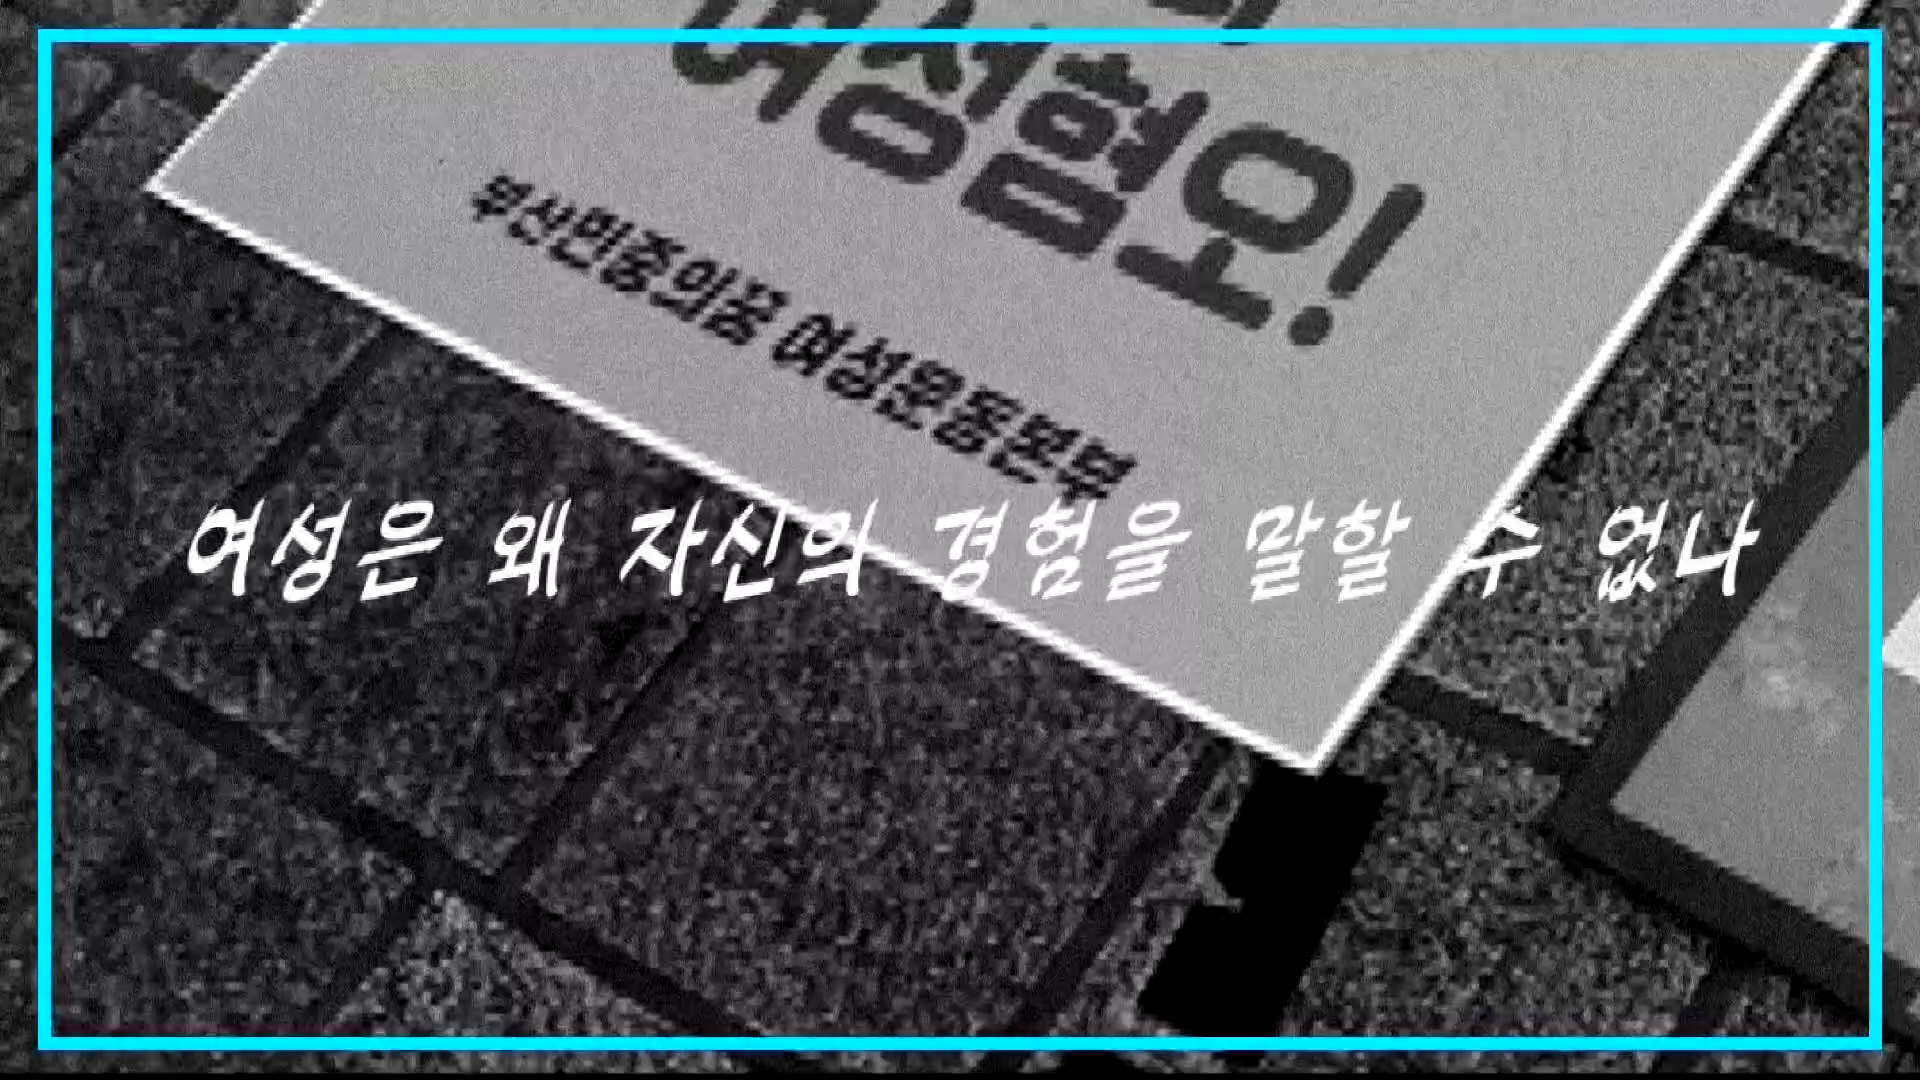 여성혐오!
부산민중의꿈 여성운동본부
여성은 왜 자신의 경험을 말할 수 없나